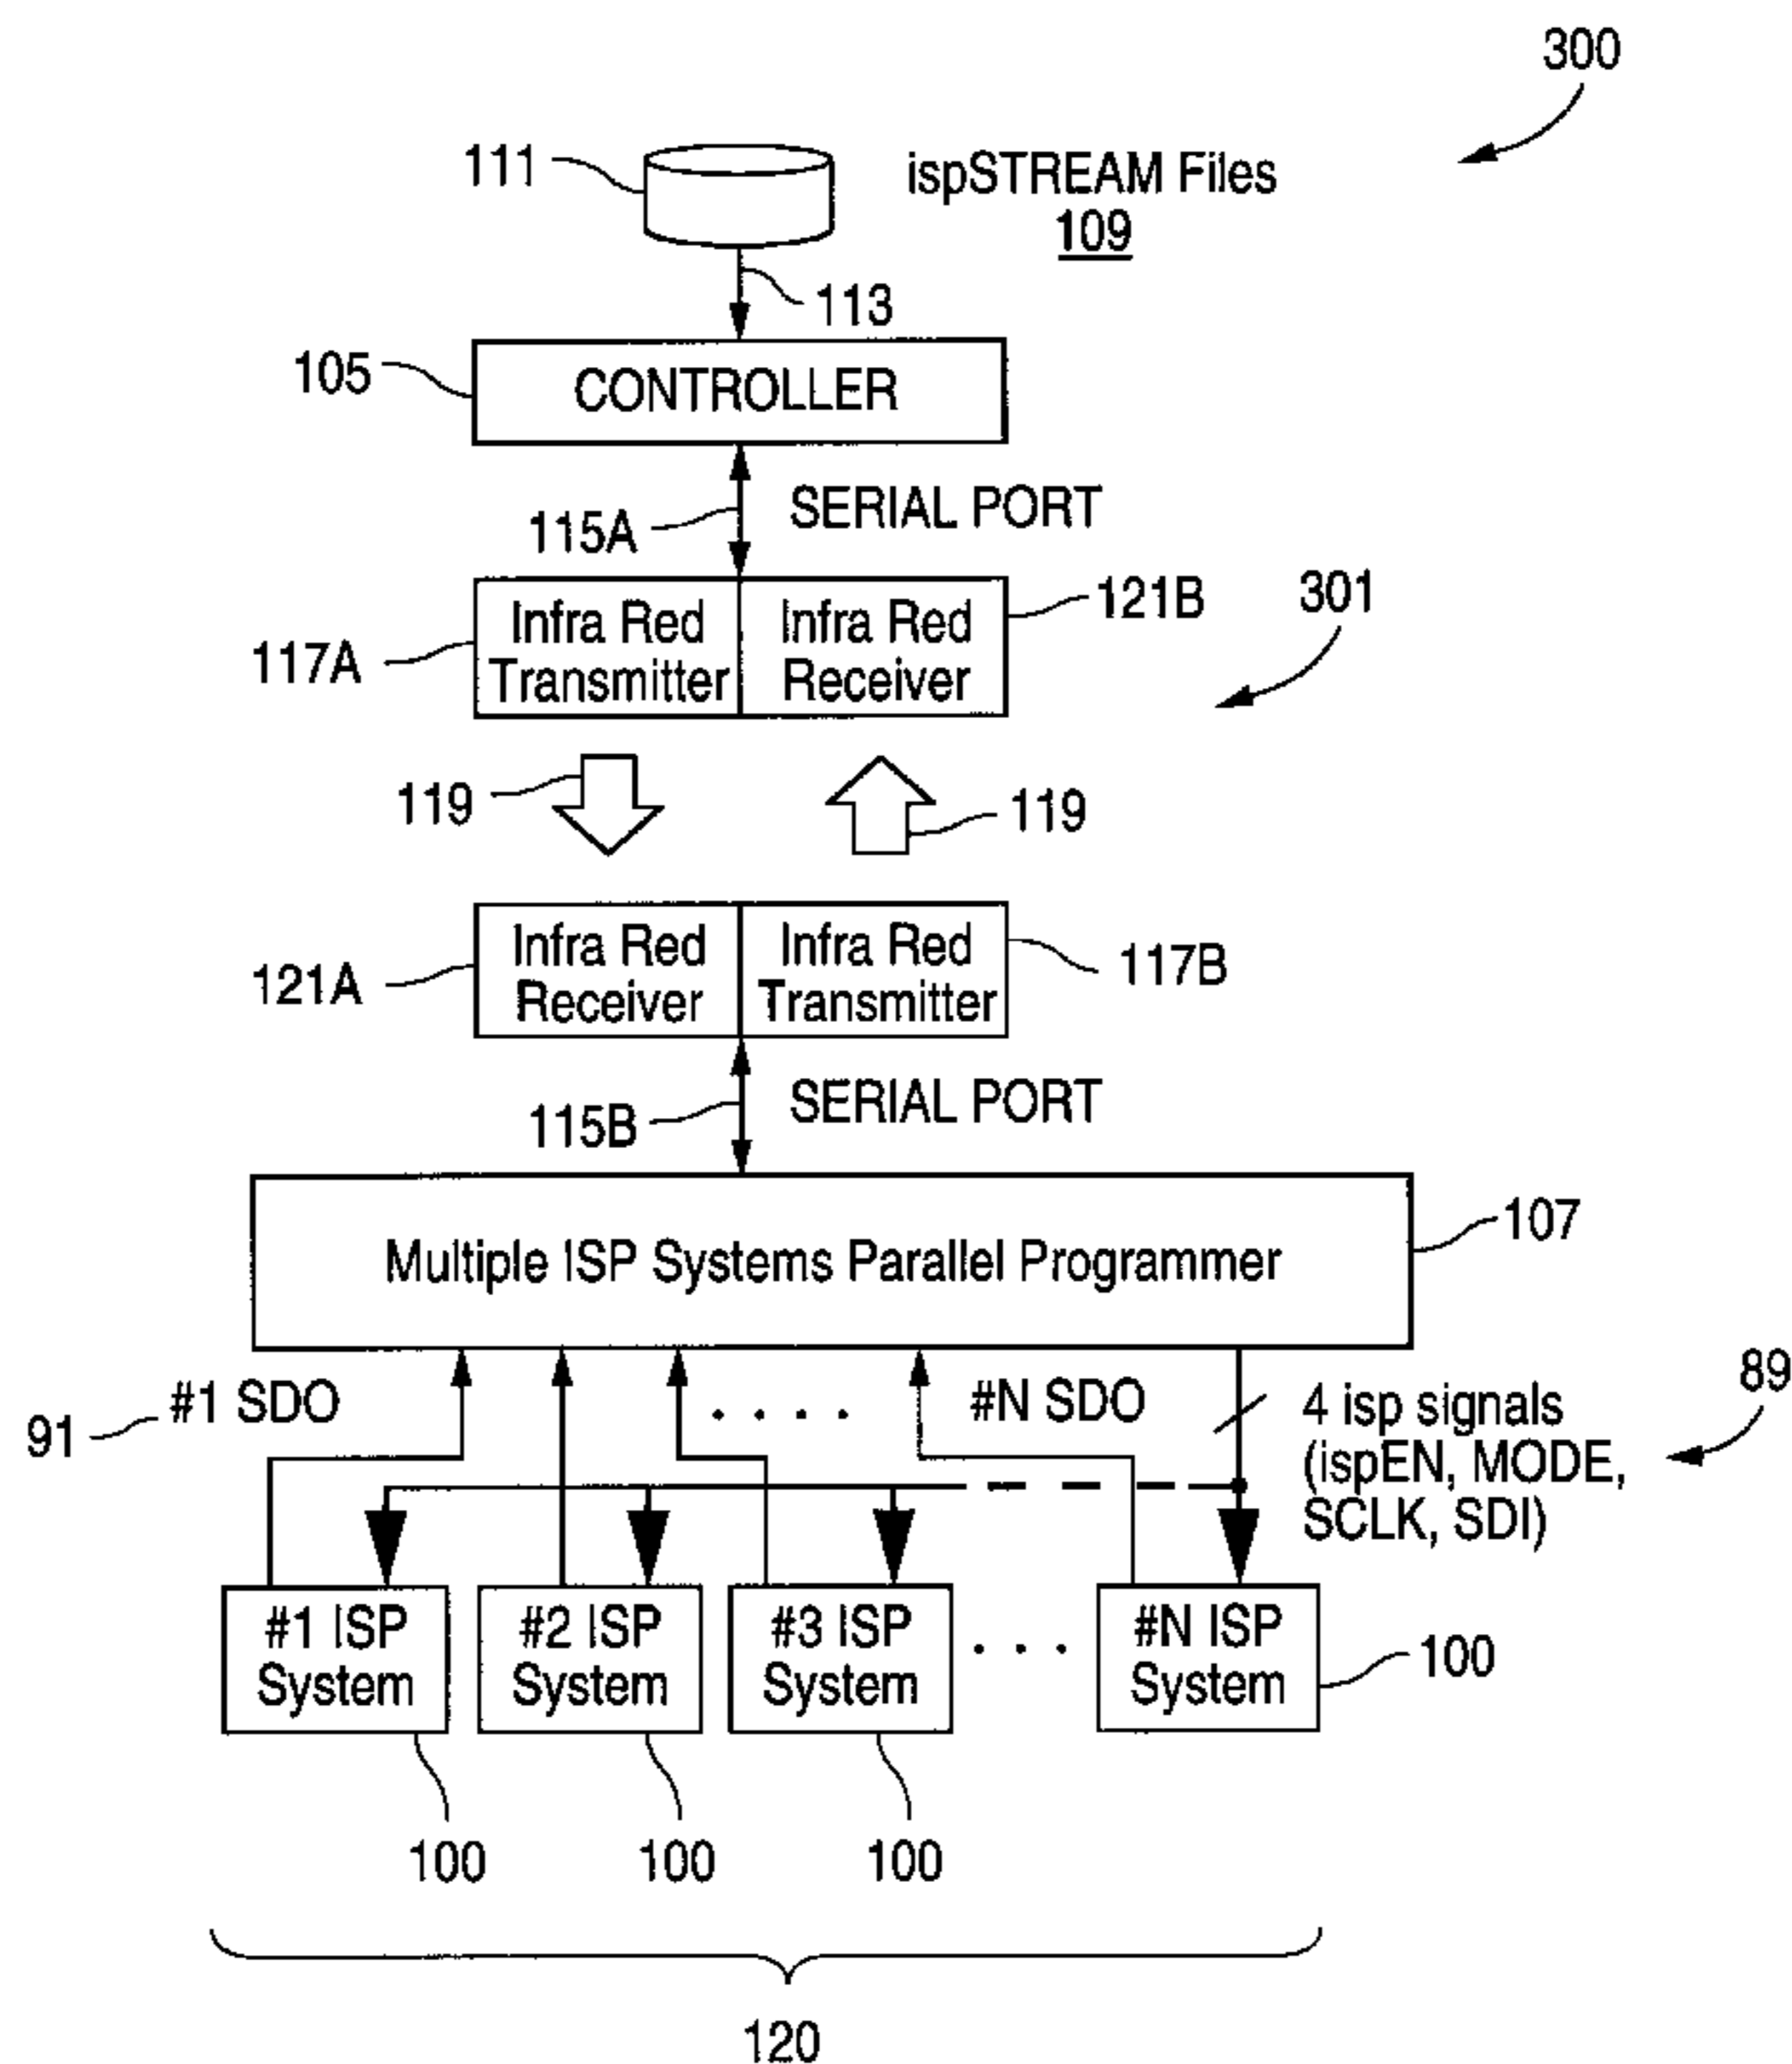 300
111
ispSTREAM Files
109
113
105
CONTROLLER
115A
SERIAL PORT
301
117A
Infra Red
Transmitter
Infra Red
Receiver
121B
119
119
121A
Infra Red
Receiver
Infra Red
Transmitter
117B
115B
SERIAL PORT
Multiple ISP Systems Parallel Programmer
107
91
#1 SDO
. . . .
#N SDO
4 isp signals
(ispEN, MODE,
SCLK, SDI)
89
#1 ISP
System
#2 ISP
System
#3 ISP
System
. . .
#N ISP
System
100
100
100
100
120